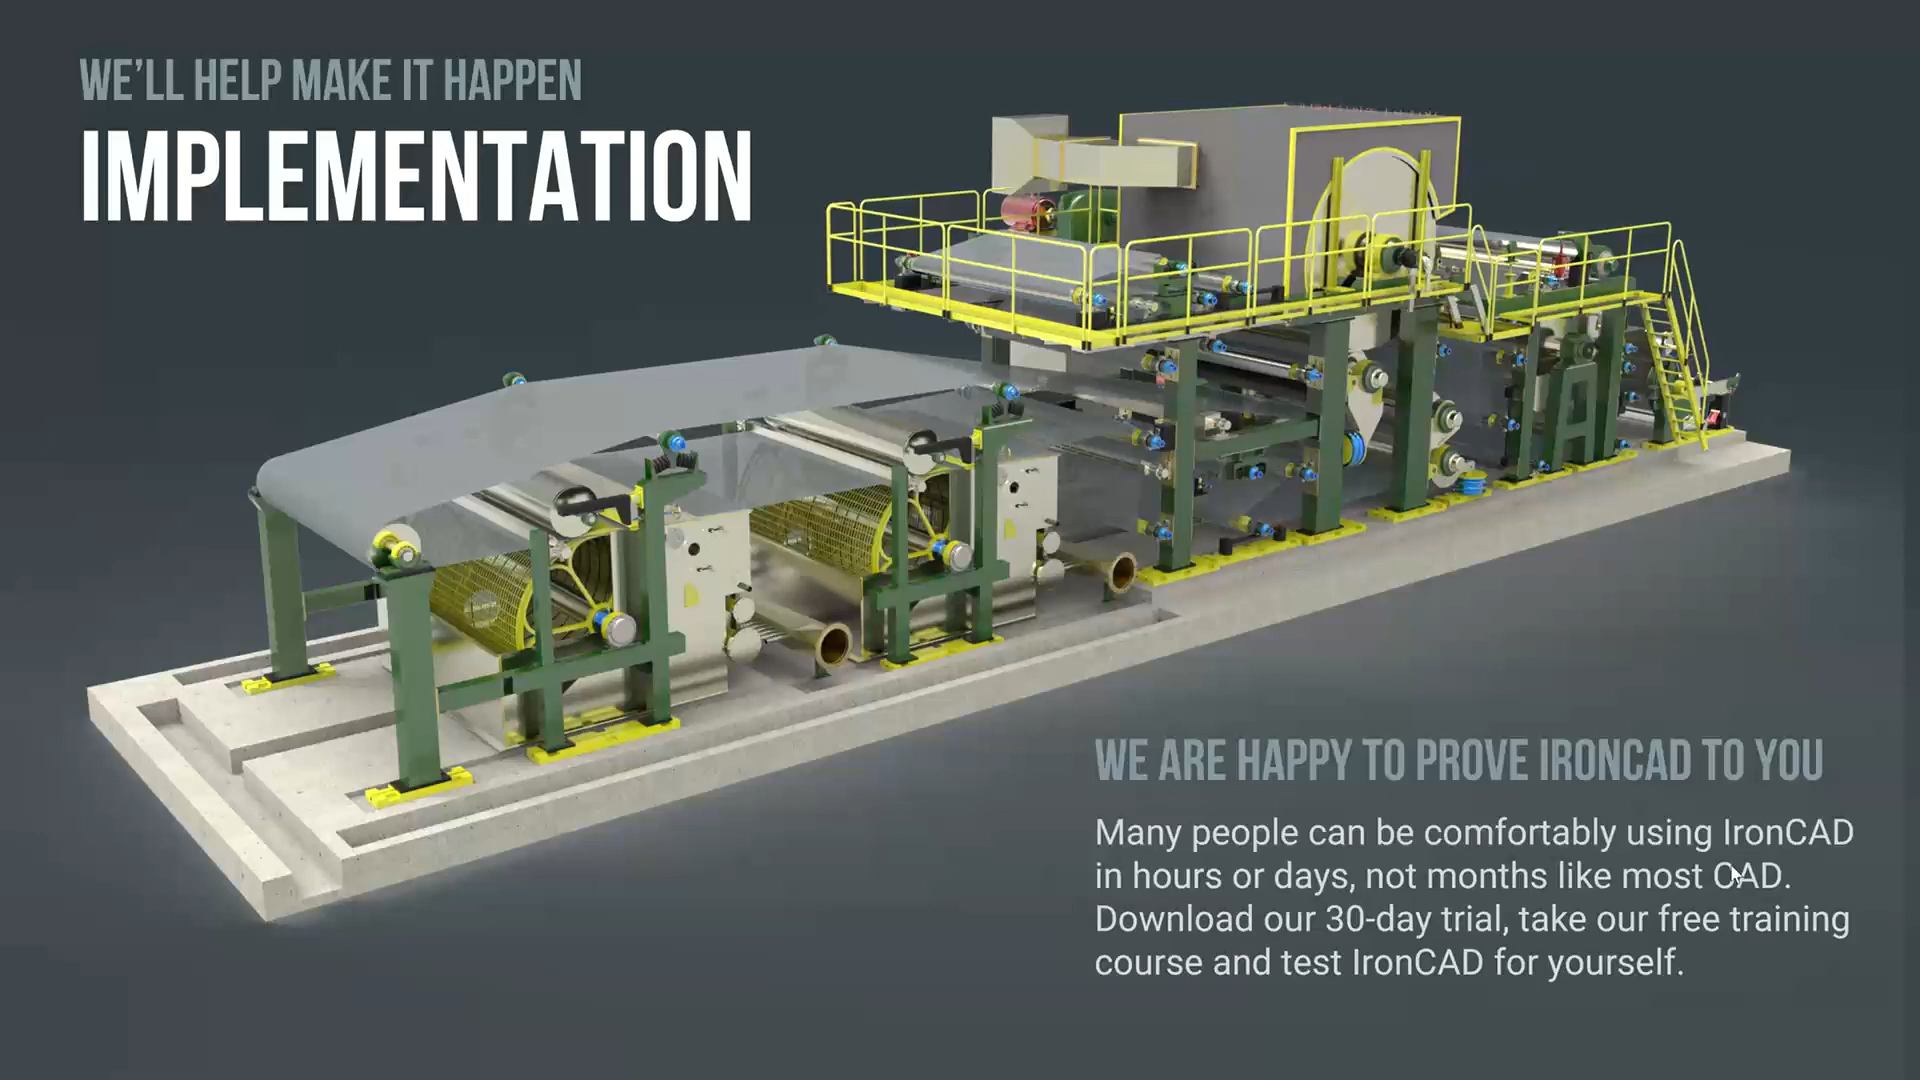 WE'LL HELP MAKE IT HAPPEN
IMPLEMENTATION
WE ARE HAPPY TO PROVE IRONCAD TO YOU
Many people can be comfortably using IronCAD
in hours or days, not months like most CAD.
Download our 30-day trial, take our free training
course and test IronCAD for yourself.